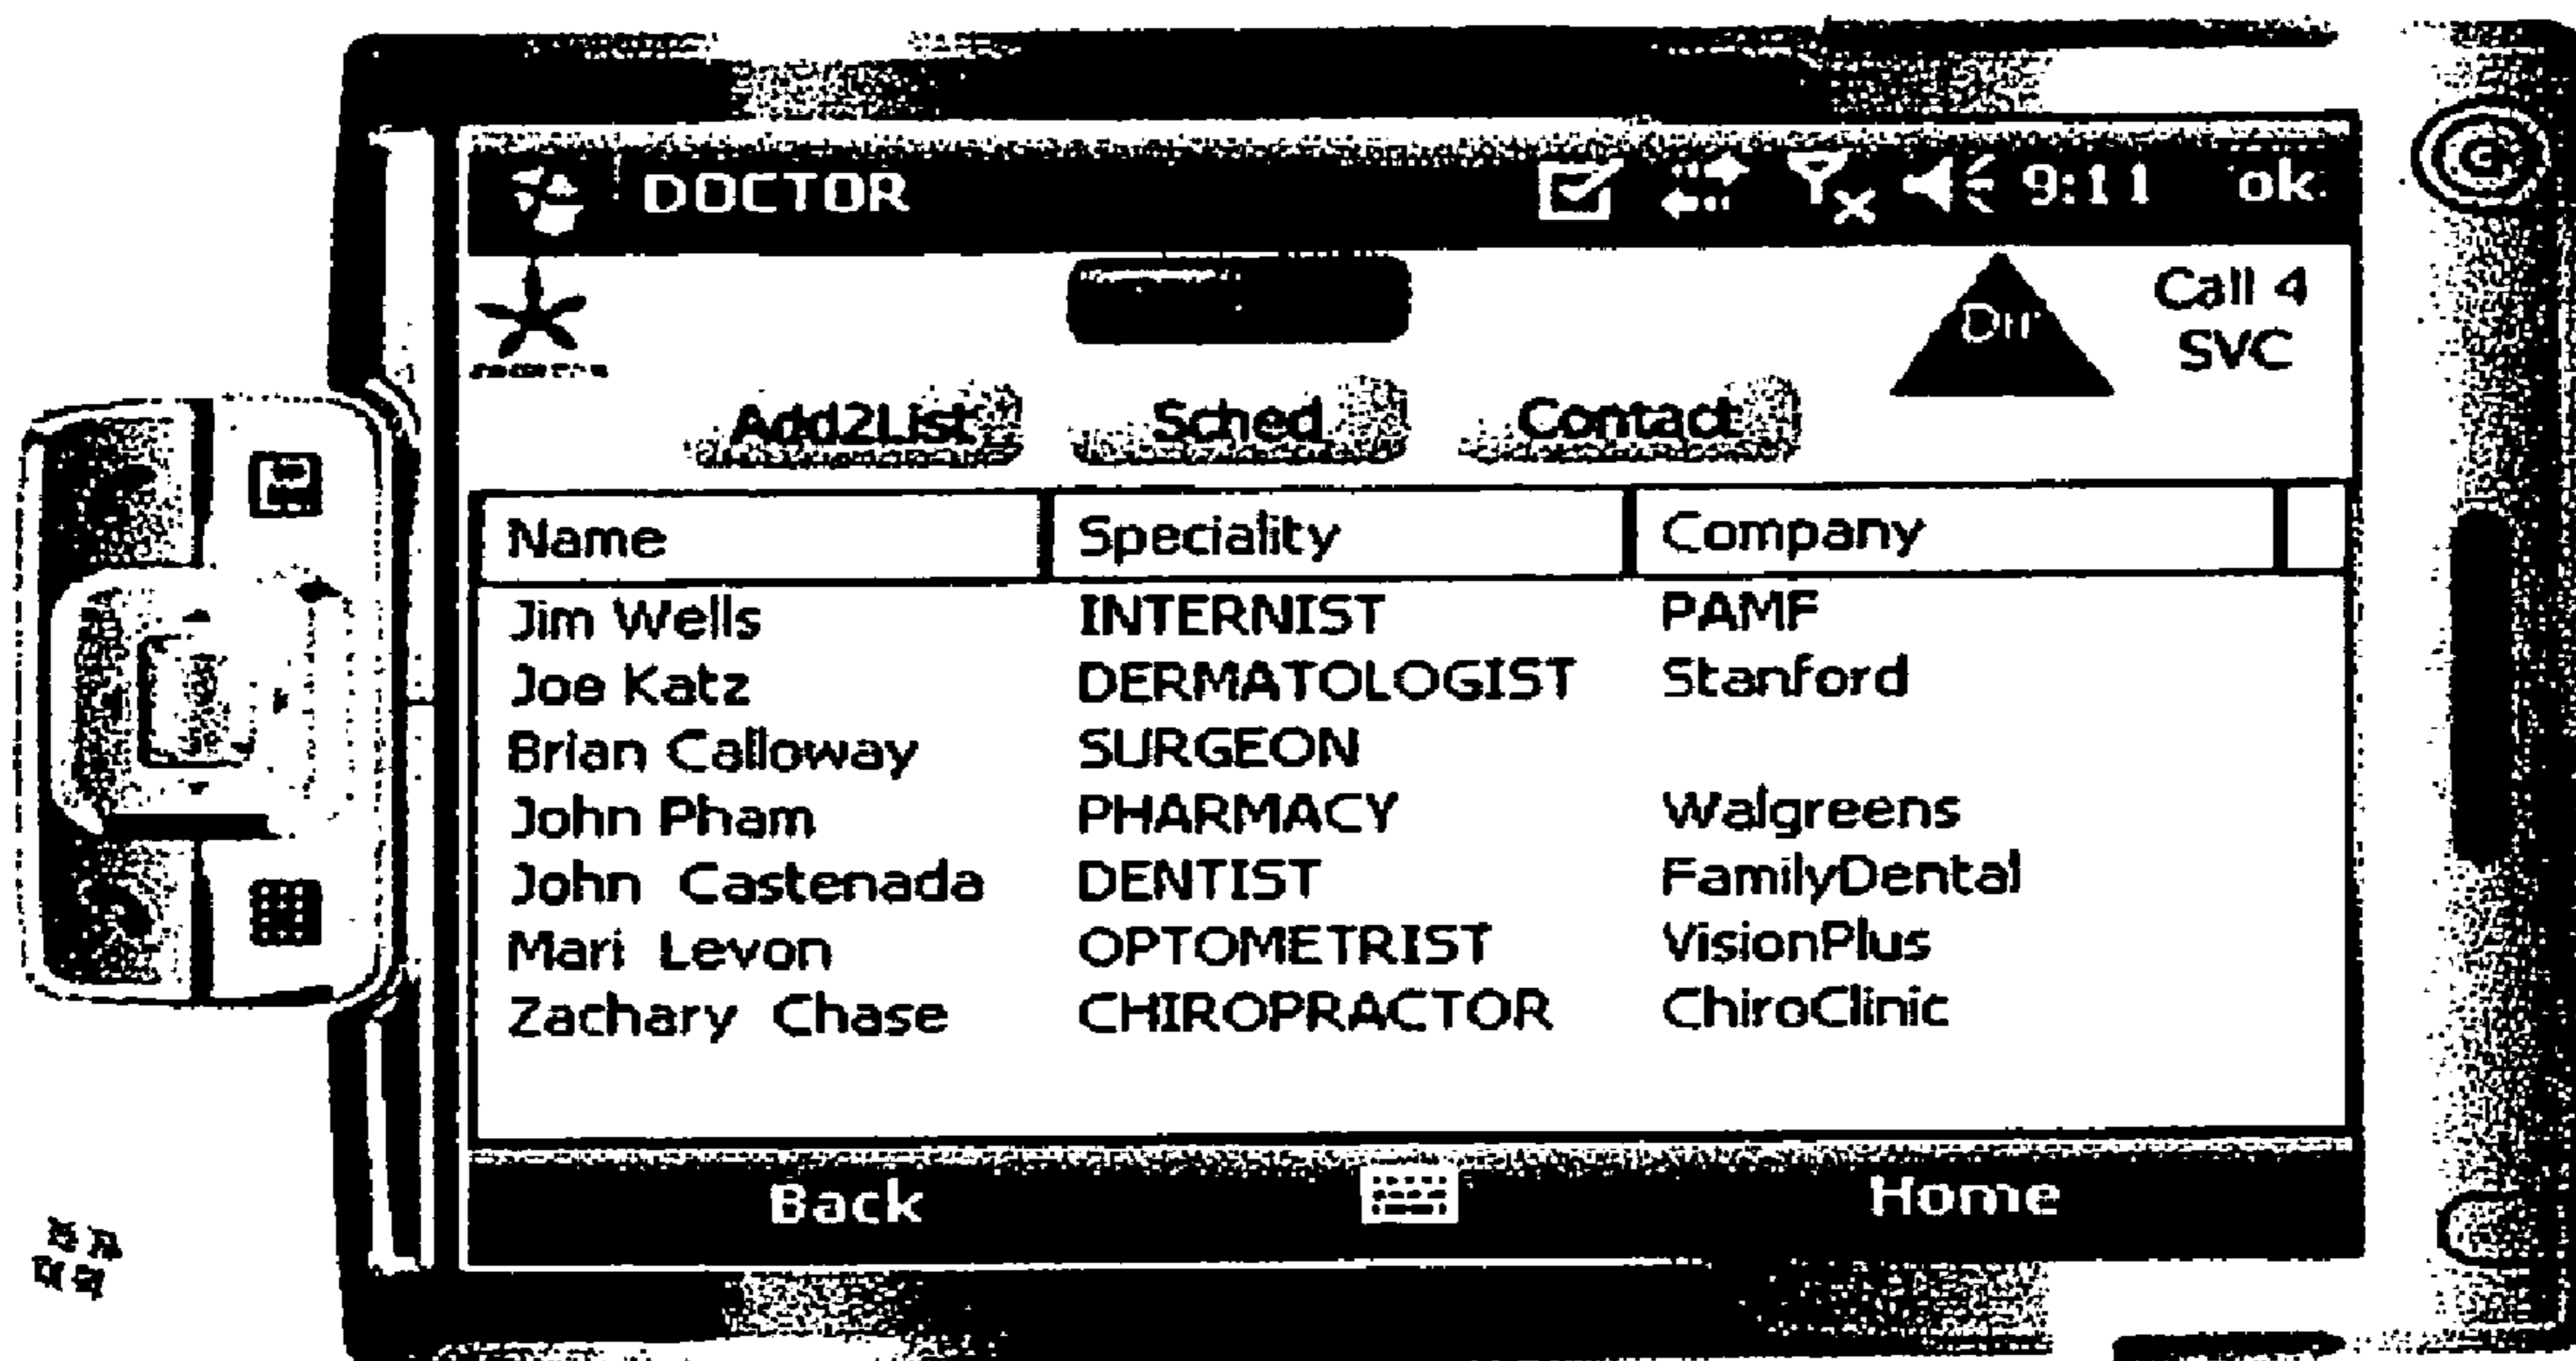 DOCTOR 9:11 ok
Call 4
SVC
Dir
Add2List Sched Contact
Name Speciality Company
Jim Wells INTERNIST PAMF
Joe Katz DERMATOLOGIST Stanford
Brian Calloway SURGEON
John Pham PHARMACY Walgreens
John Castenada DENTIST FamilyDental
Mari Levon OPTOMETRIST VisionPlus
Zachary Chase CHIROPRACTOR ChiroClinic
Back Home